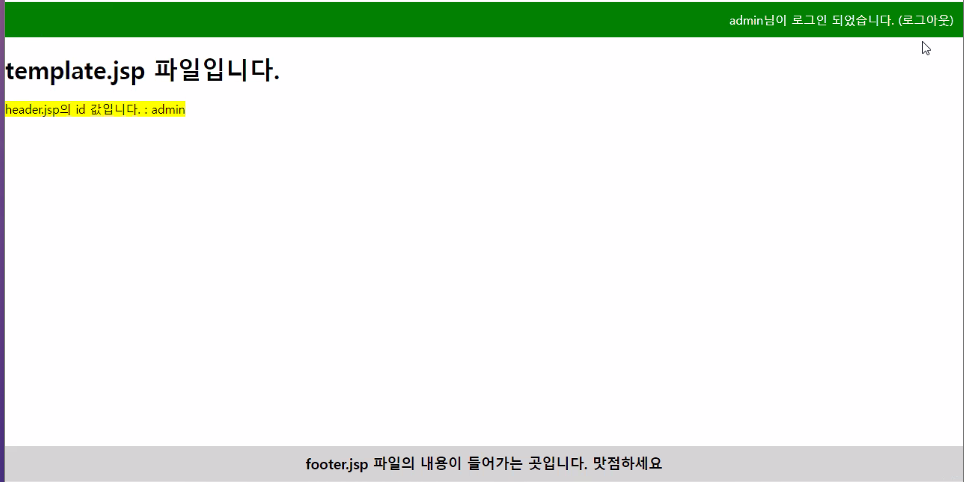 admin님이 로그인 되었습니다. (로그아웃)
template.jsp 파일입니다.
header.jsp의 id 값입니다. : admin
footer.jsp 파일의 내용이 들어가는 곳입니다. 맛점하세요